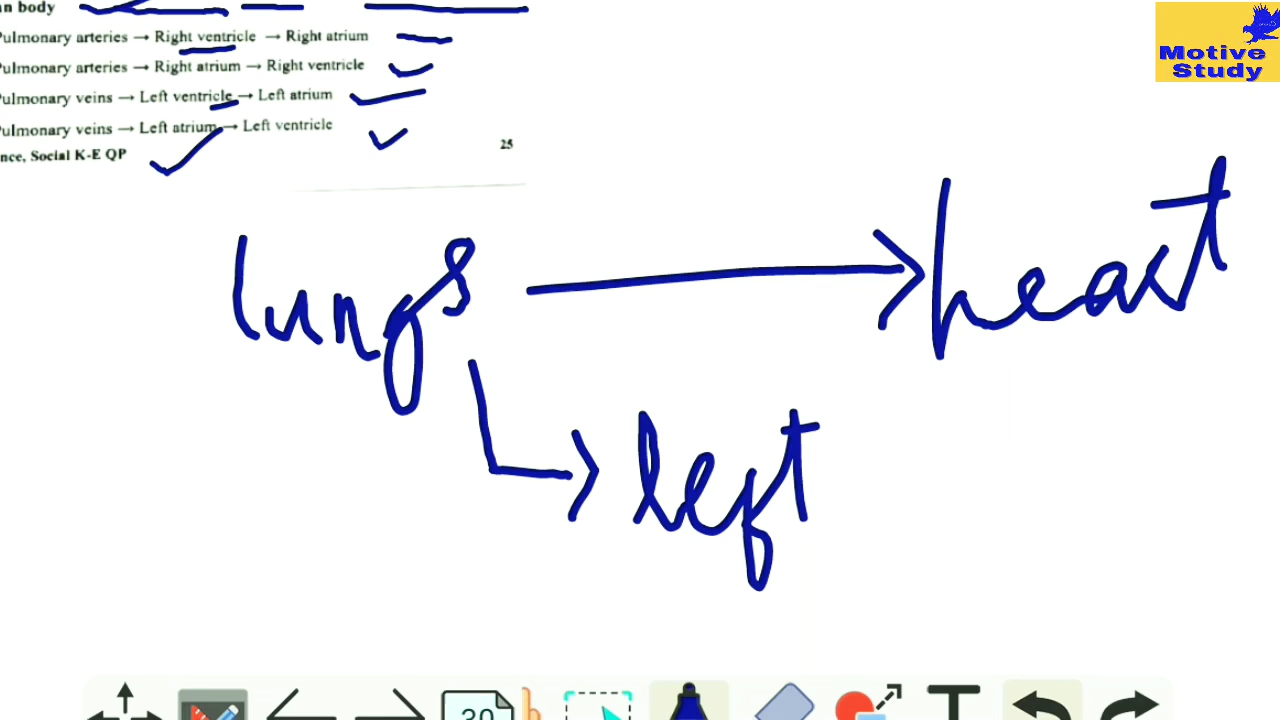 an body
Pulmonary arteries → Right ventricle → Right atrium
Pulmonary arteries → Right atrium → Right ventricle
Pulmonary veins → Left ventricle → Left atrium
Pulmonary veins → Left atrium → Left ventricle
nce, Social K-E QP
25
Motive
Study
lungs → heart
left
30
T